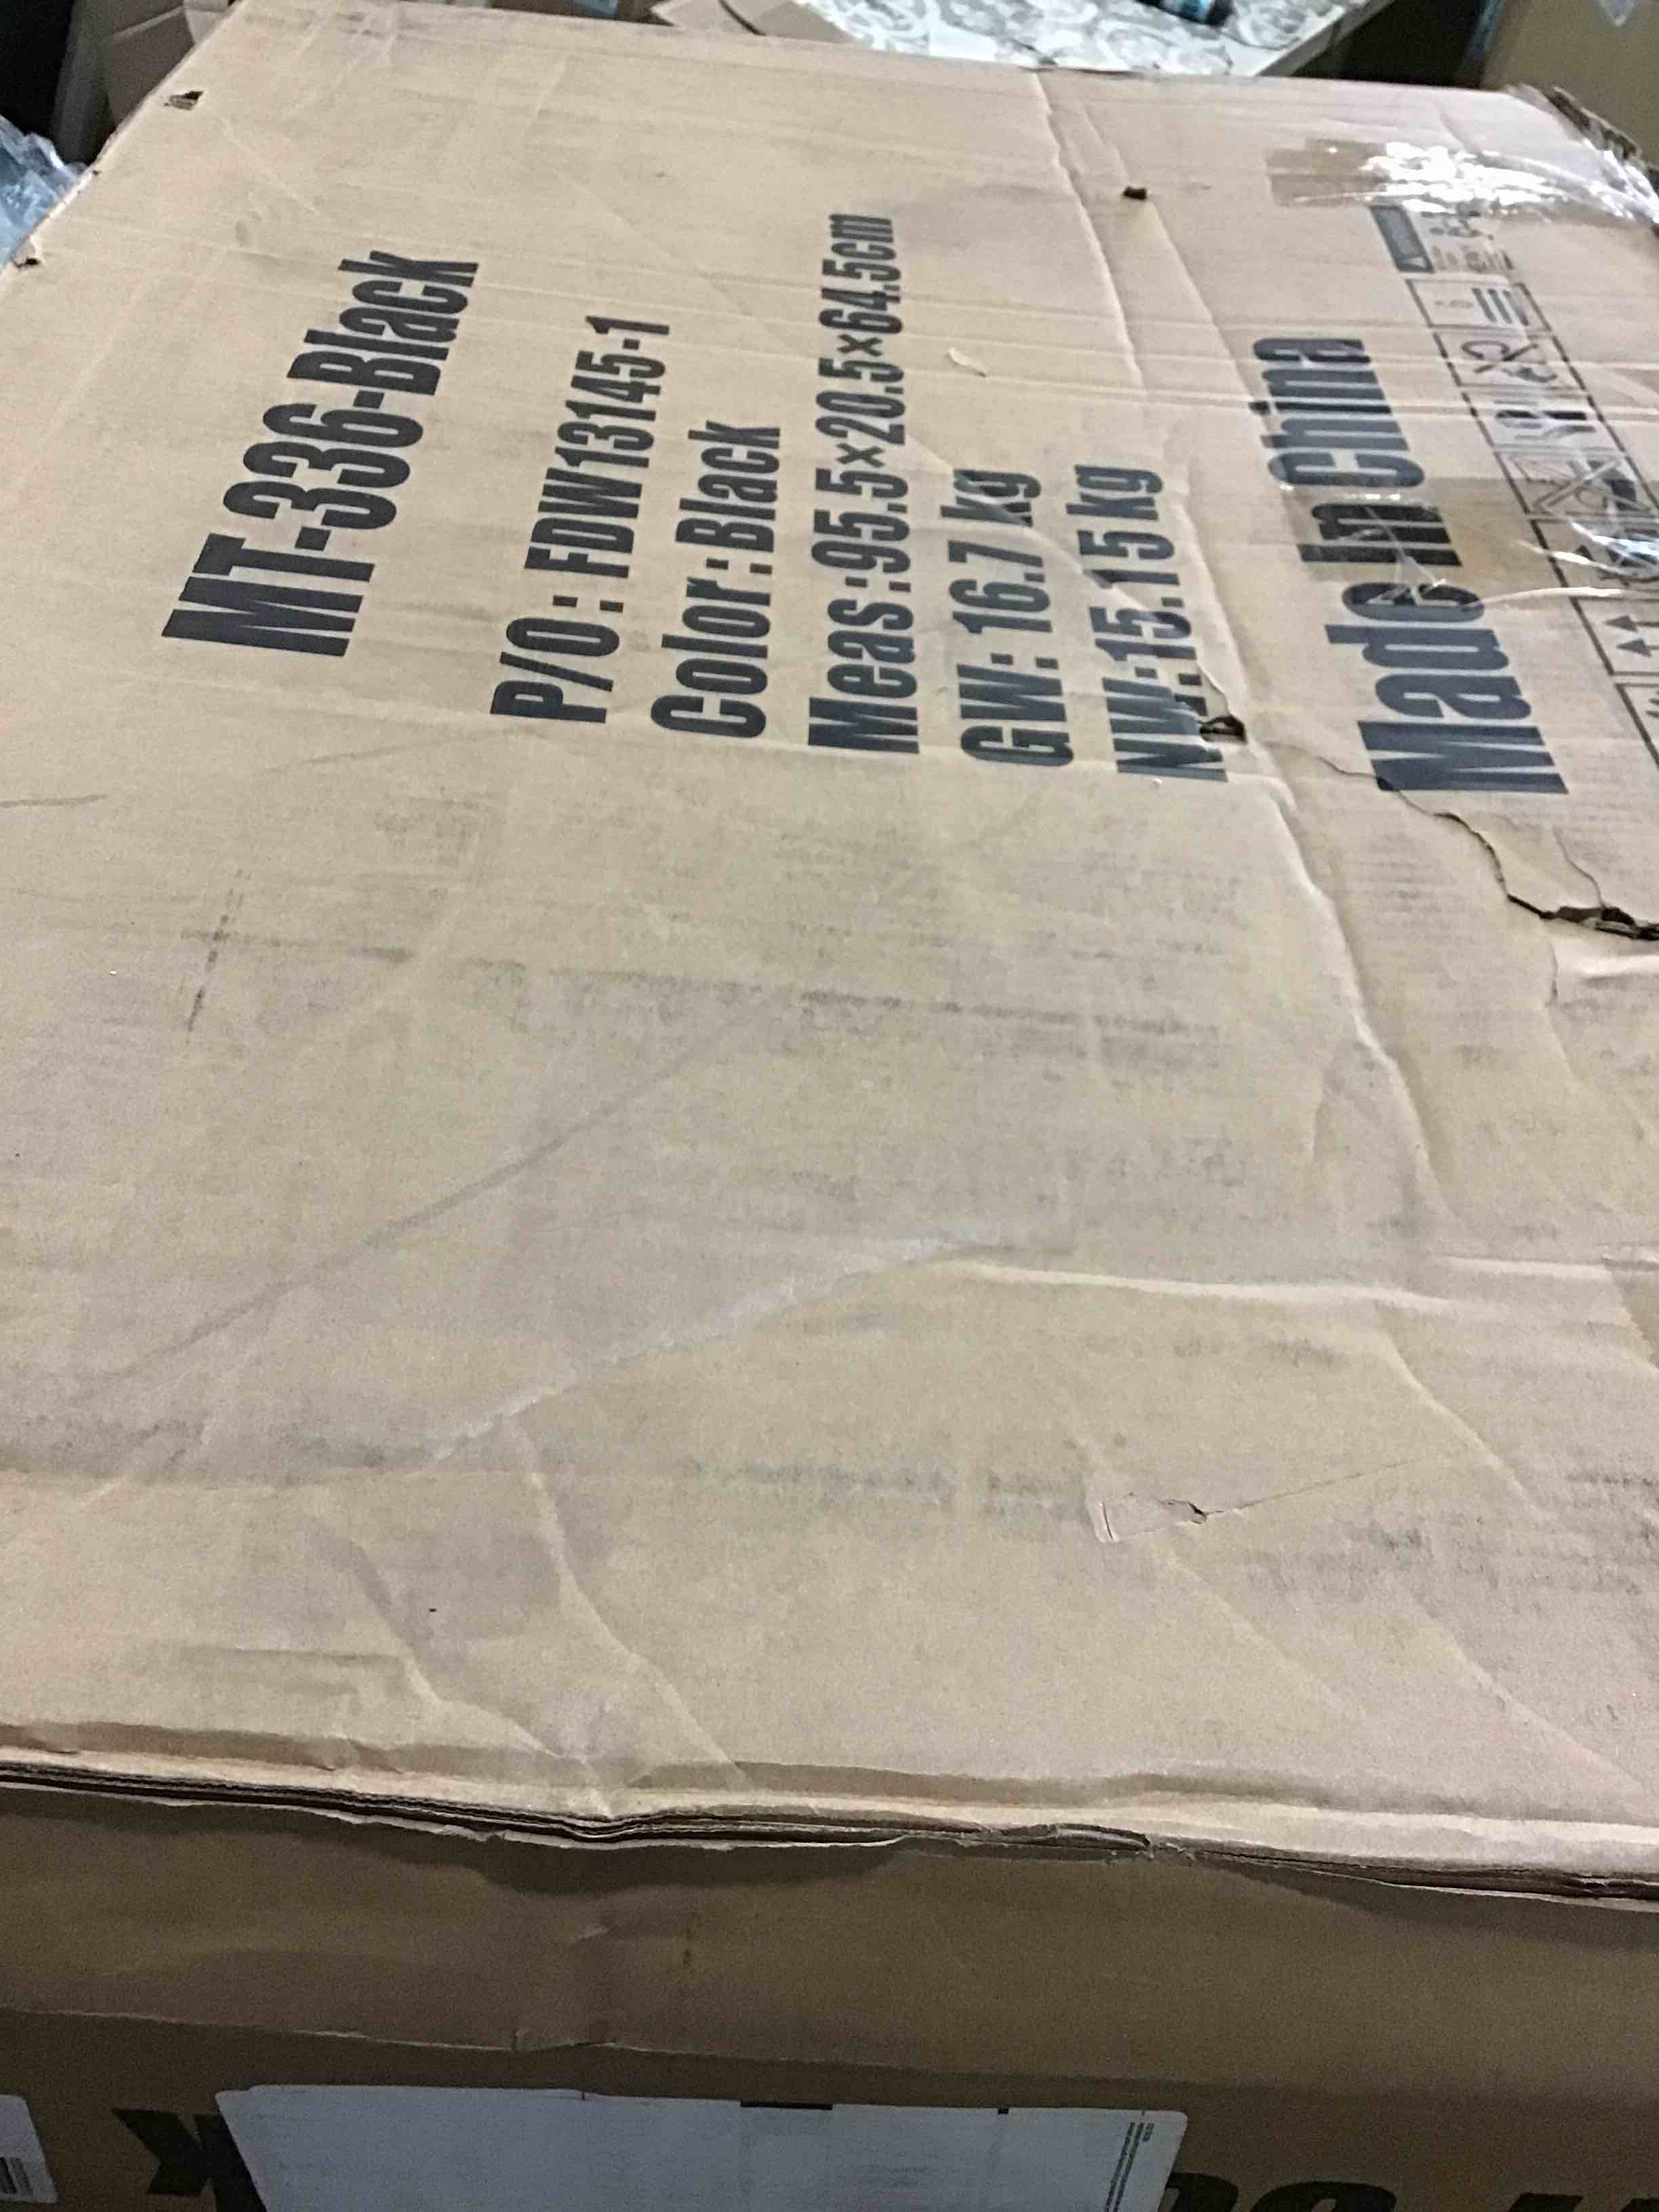 MT-336-Black
P/O : FDW13145-1
Color : Black
Meas :95.5×20.5×64.5cm
GW: 16.7 kg
NW:15.15 kg
Made In China